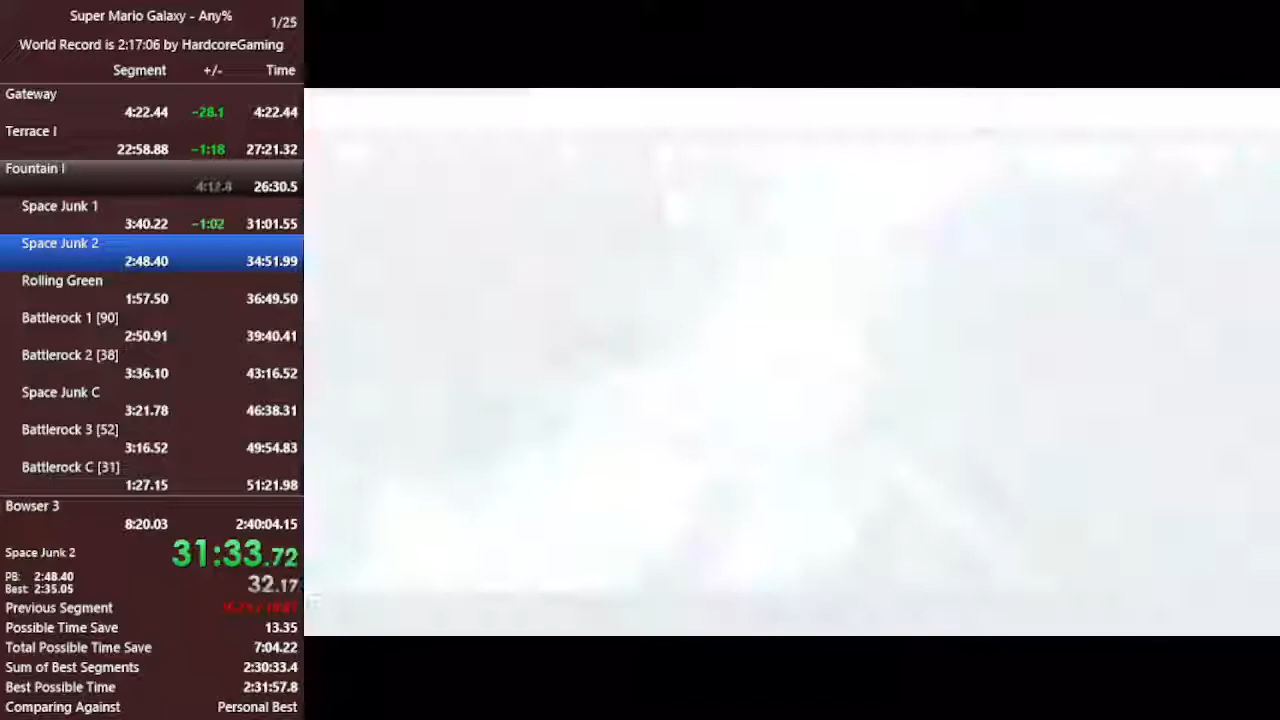 Super Mario Galaxy - Any%
1/25
World Record is 2:17:06 by HardcoreGaming
Segment +/- Time
Gateway
4:22.44 -28.1 4:22.44
Terrace I
22:58.88 -1:18 27:21.32
Fountain I
4:12.8 26:30.5
Space Junk 1
3:40.22 -1:02 31:01.55
Space Junk 2
2:48.40 34:51.99
Rolling Green
1:57.50 36:49.50
Battlerock 1 [90]
2:50.91 39:40.41
Battlerock 2 [38]
3:36.10 43:16.52
Space Junk C
3:21.78 46:38.31
Battlerock 3 [52]
3:16.52 49:54.83
Battlerock C [31]
1:27.15 51:21.98
Bowser 3
8:20.03 2:40:04.15
Space Junk 2 31:33.72
PB: 2:48.40
Best: 2:35.05
32.17
Previous Segment
Possible Time Save 13.35
Total Possible Time Save 7:04.22
Sum of Best Segments 2:30:33.4
Best Possible Time 2:31:57.8
Comparing Against Personal Best